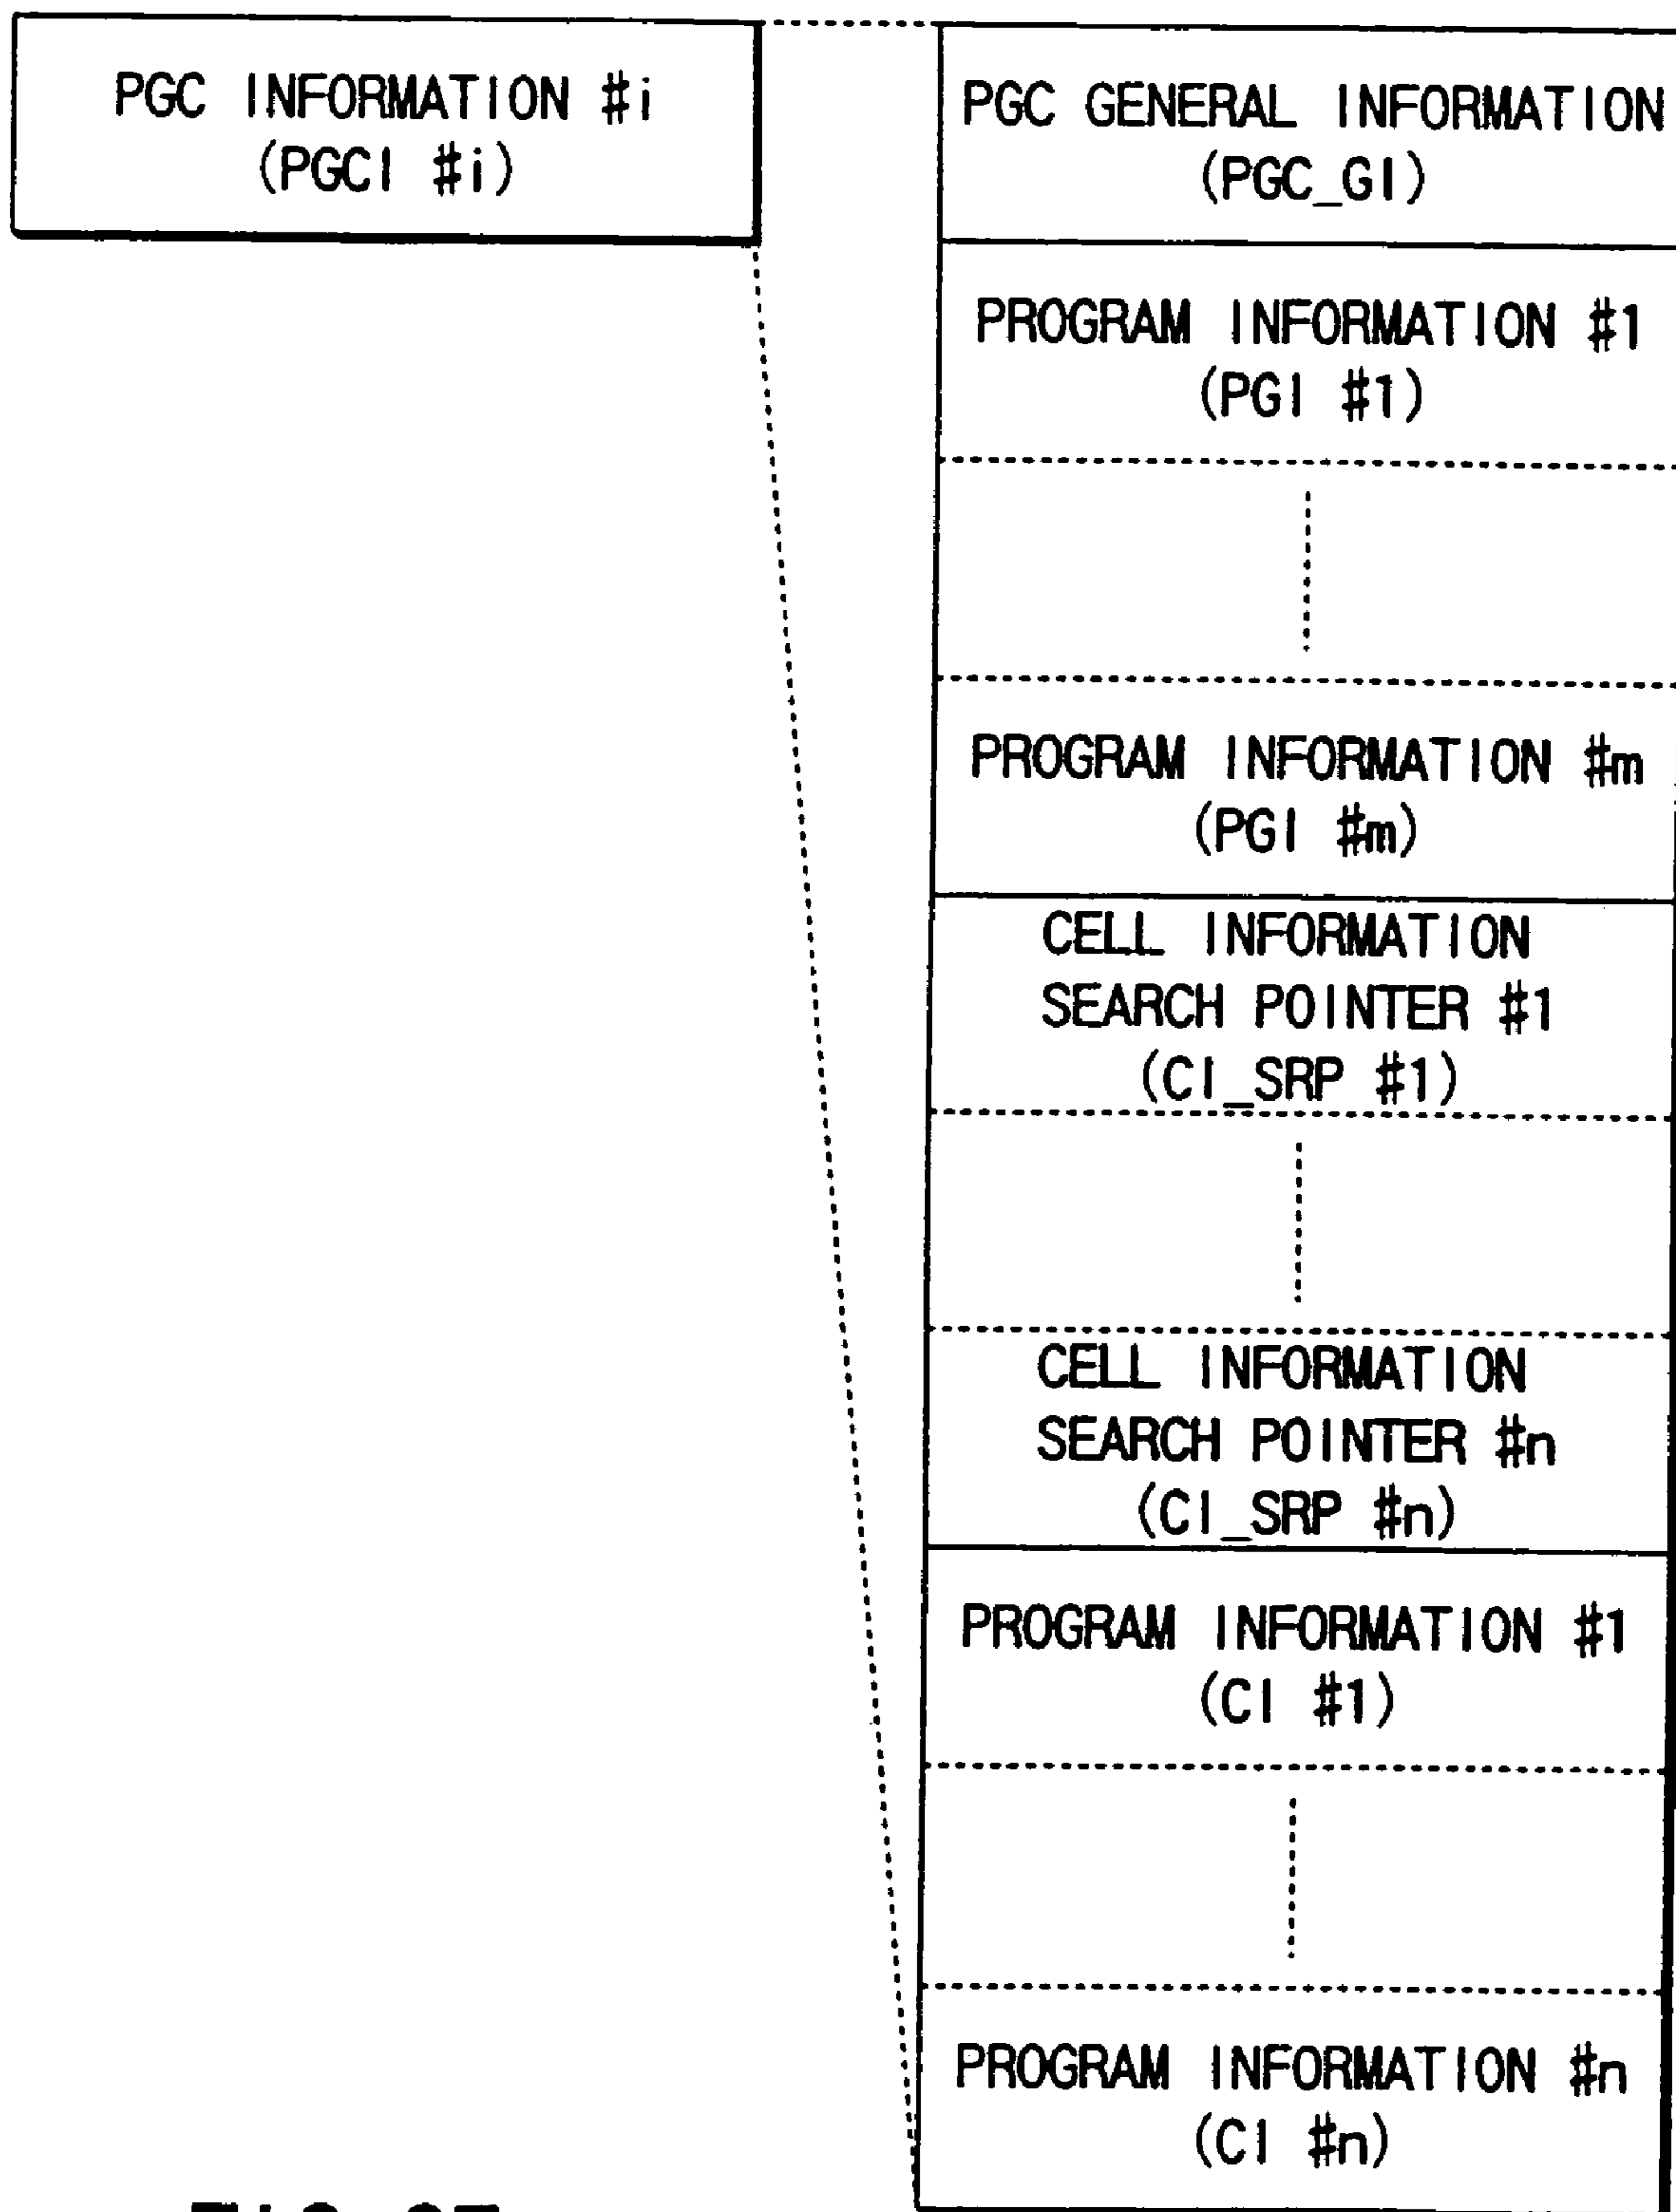 PGC INFORMATION #i
(PGCI #i)
PGC GENERAL INFORMATION
(PGC_GI)
PROGRAM INFORMATION #1
(PGI #1)
PROGRAM INFORMATION #m
(PGI #m)
CELL INFORMATION
SEARCH POINTER #1
(CI_SRP #1)
CELL INFORMATION
SEARCH POINTER #n
(CI_SRP #n)
PROGRAM INFORMATION #1
(CI #1)
PROGRAM INFORMATION #n
(CI #n)